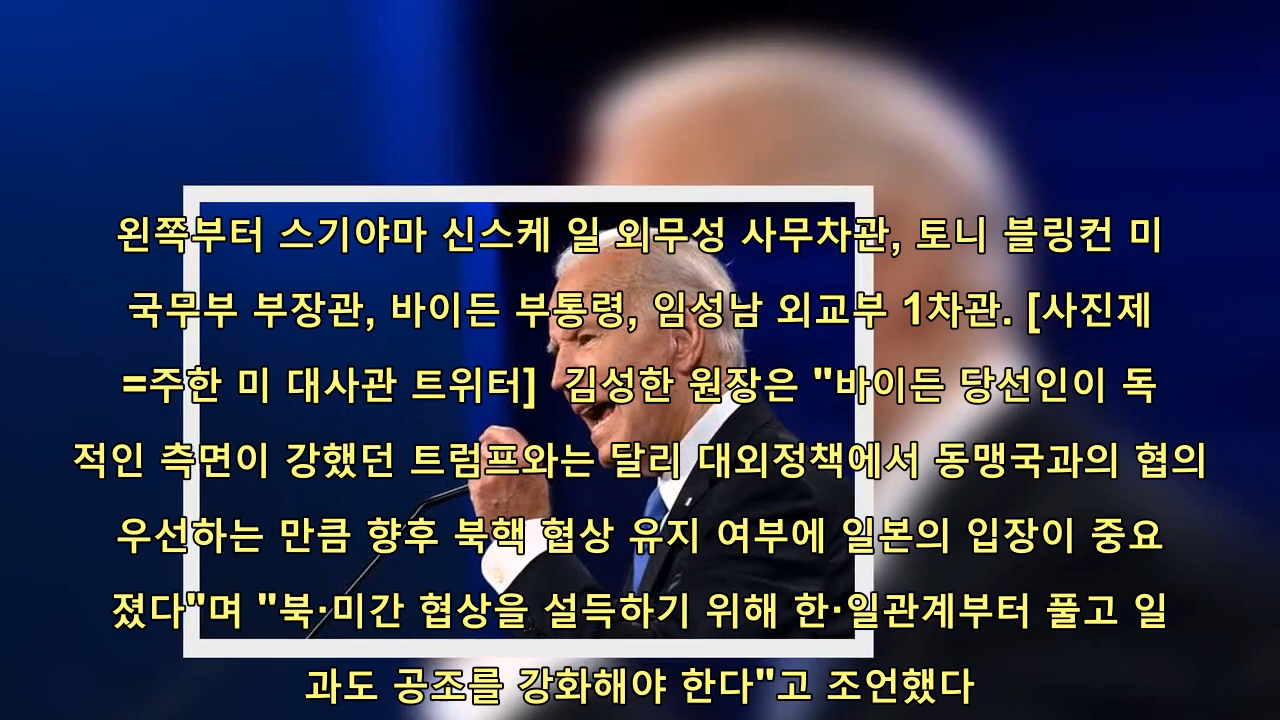 왼쪽부터 스기야마 신스케 일 외무성 사무차관, 토니 블링컨 미
국무부 부장관, 바이든 부통령, 임성남 외교부 1차관. [사진제
=주한 미 대사관 트위터] 김성한 원장은 "바이든 당선인이 독
적인 측면이 강했던 트럼프와는 달리 대외정책에서 동맹국과의 협의
우선하는 만큼 향후 북핵 협상 유지 여부에 일본의 입장이 중요
졌다"며 "북·미간 협상을 설득하기 위해 한·일관계부터 풀고 일
과도 공조를 강화해야 한다"고 조언했다